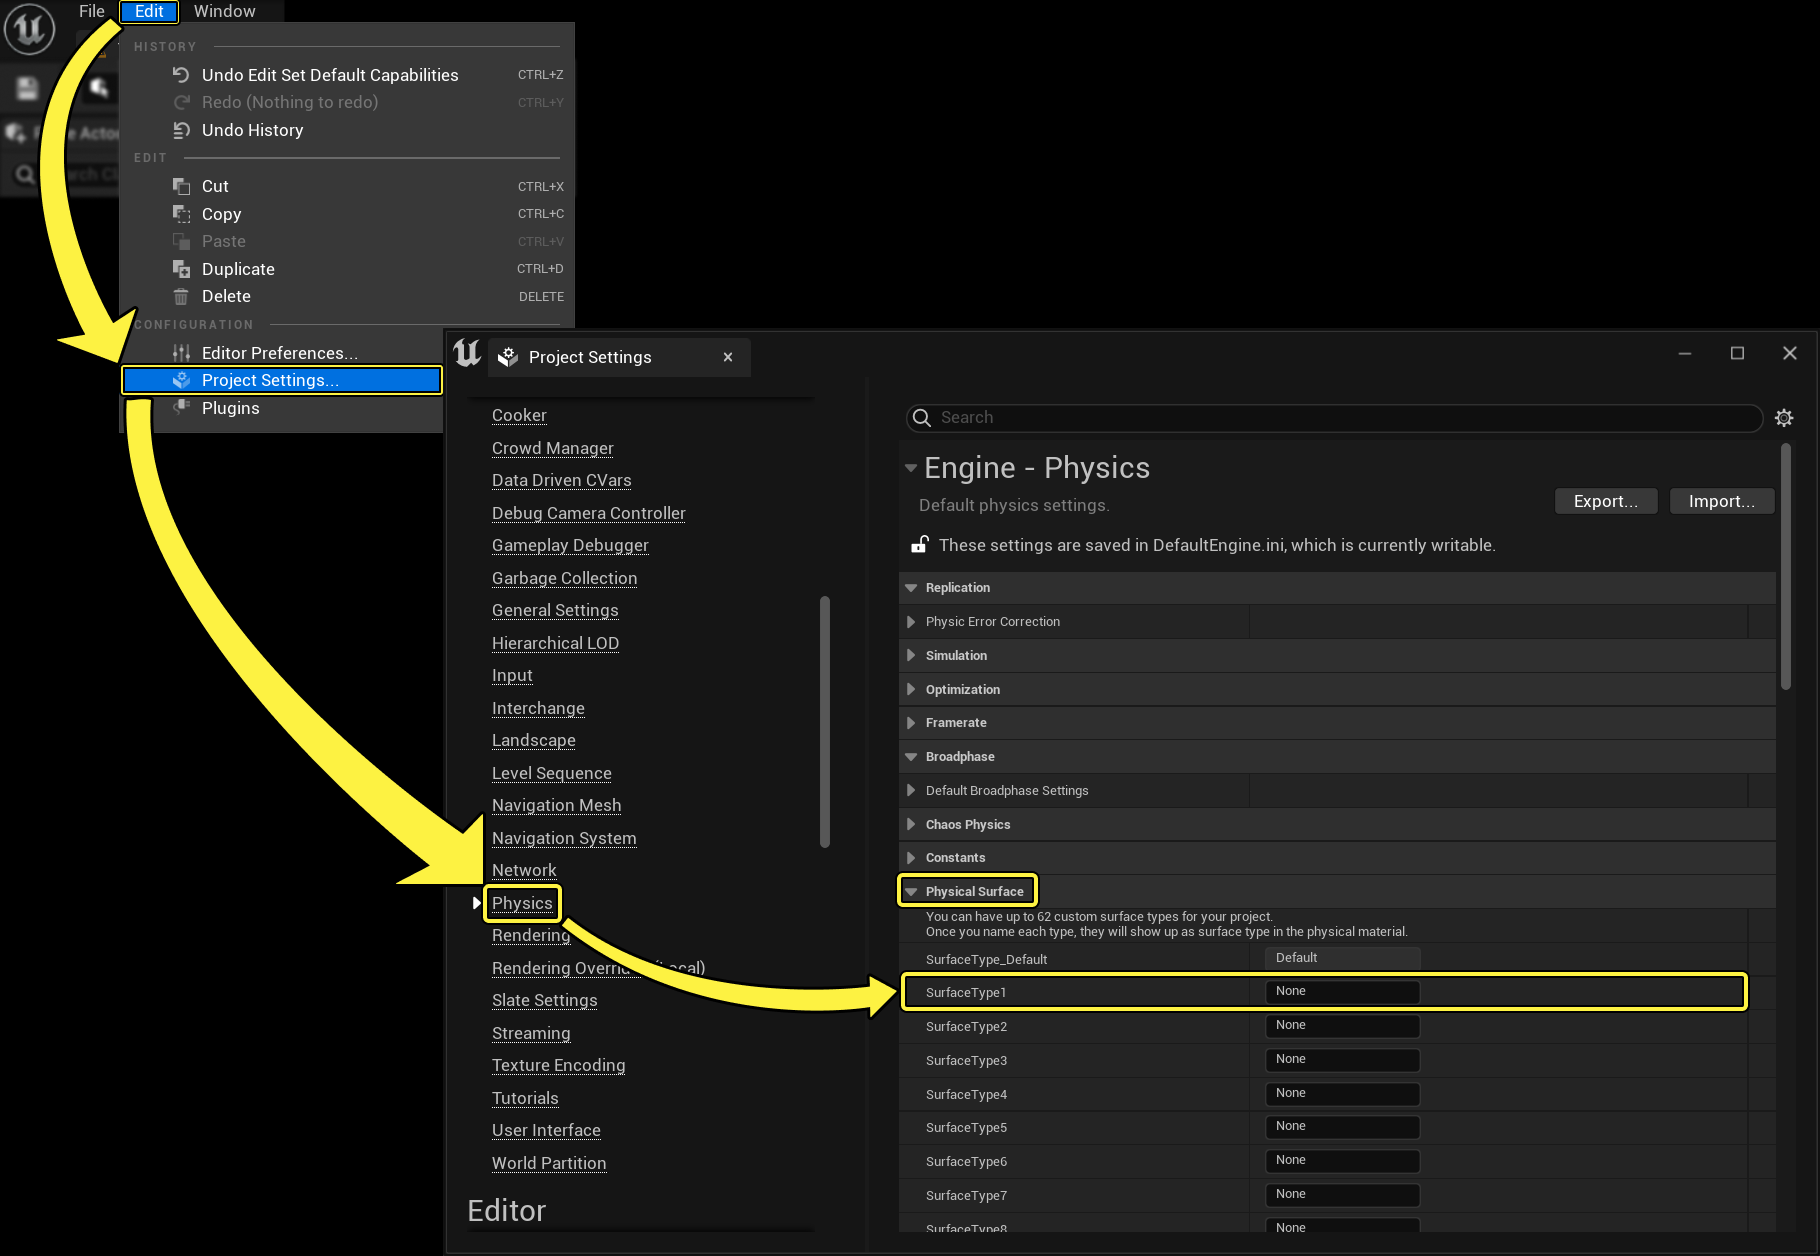 File Edit Window
HISTORY
Undo Edit Set Default Capabilities CTRL+Z
Redo (Nothing to redo) CTRL+Y
Undo History
EDIT
Cut CTRL+X
Copy CTRL+C
Paste CTRL+V
Duplicate CTRL+D
Delete DELETE
CONFIGURATION
Editor Preferences...
Project Settings...
Plugins
Project Settings
Cooker
Crowd Manager
Data Driven CVars
Debug Camera Controller
Gameplay Debugger
Garbage Collection
General Settings
Hierarchical LOD
Input
Interchange
Landscape
Level Sequence
Navigation Mesh
Navigation System
Network
Physics
Rendering
Rendering
Slate Settings
Streaming
Texture Encoding
Tutorials
User Interface
World Partition
Editor
Search
Engine - Physics
Default physics settings.
Export... Import...
These settings are saved in DefaultEngine.ini, which is currently writable.
Replication
Physic Error Correction
Simulation
Optimization
Framerate
Broadphase
Default Broadphase Settings
Chaos Physics
Constants
Physical Surface
You can have up to 62 custom surface types for your project.
Once you name each type, they will show up as surface type in the physical material.
SurfaceType_Default Default
SurfaceType1 None
SurfaceType2 None
SurfaceType3 None
SurfaceType4 None
SurfaceType5 None
SurfaceType6 None
SurfaceType7 None
SurfaceType8 None